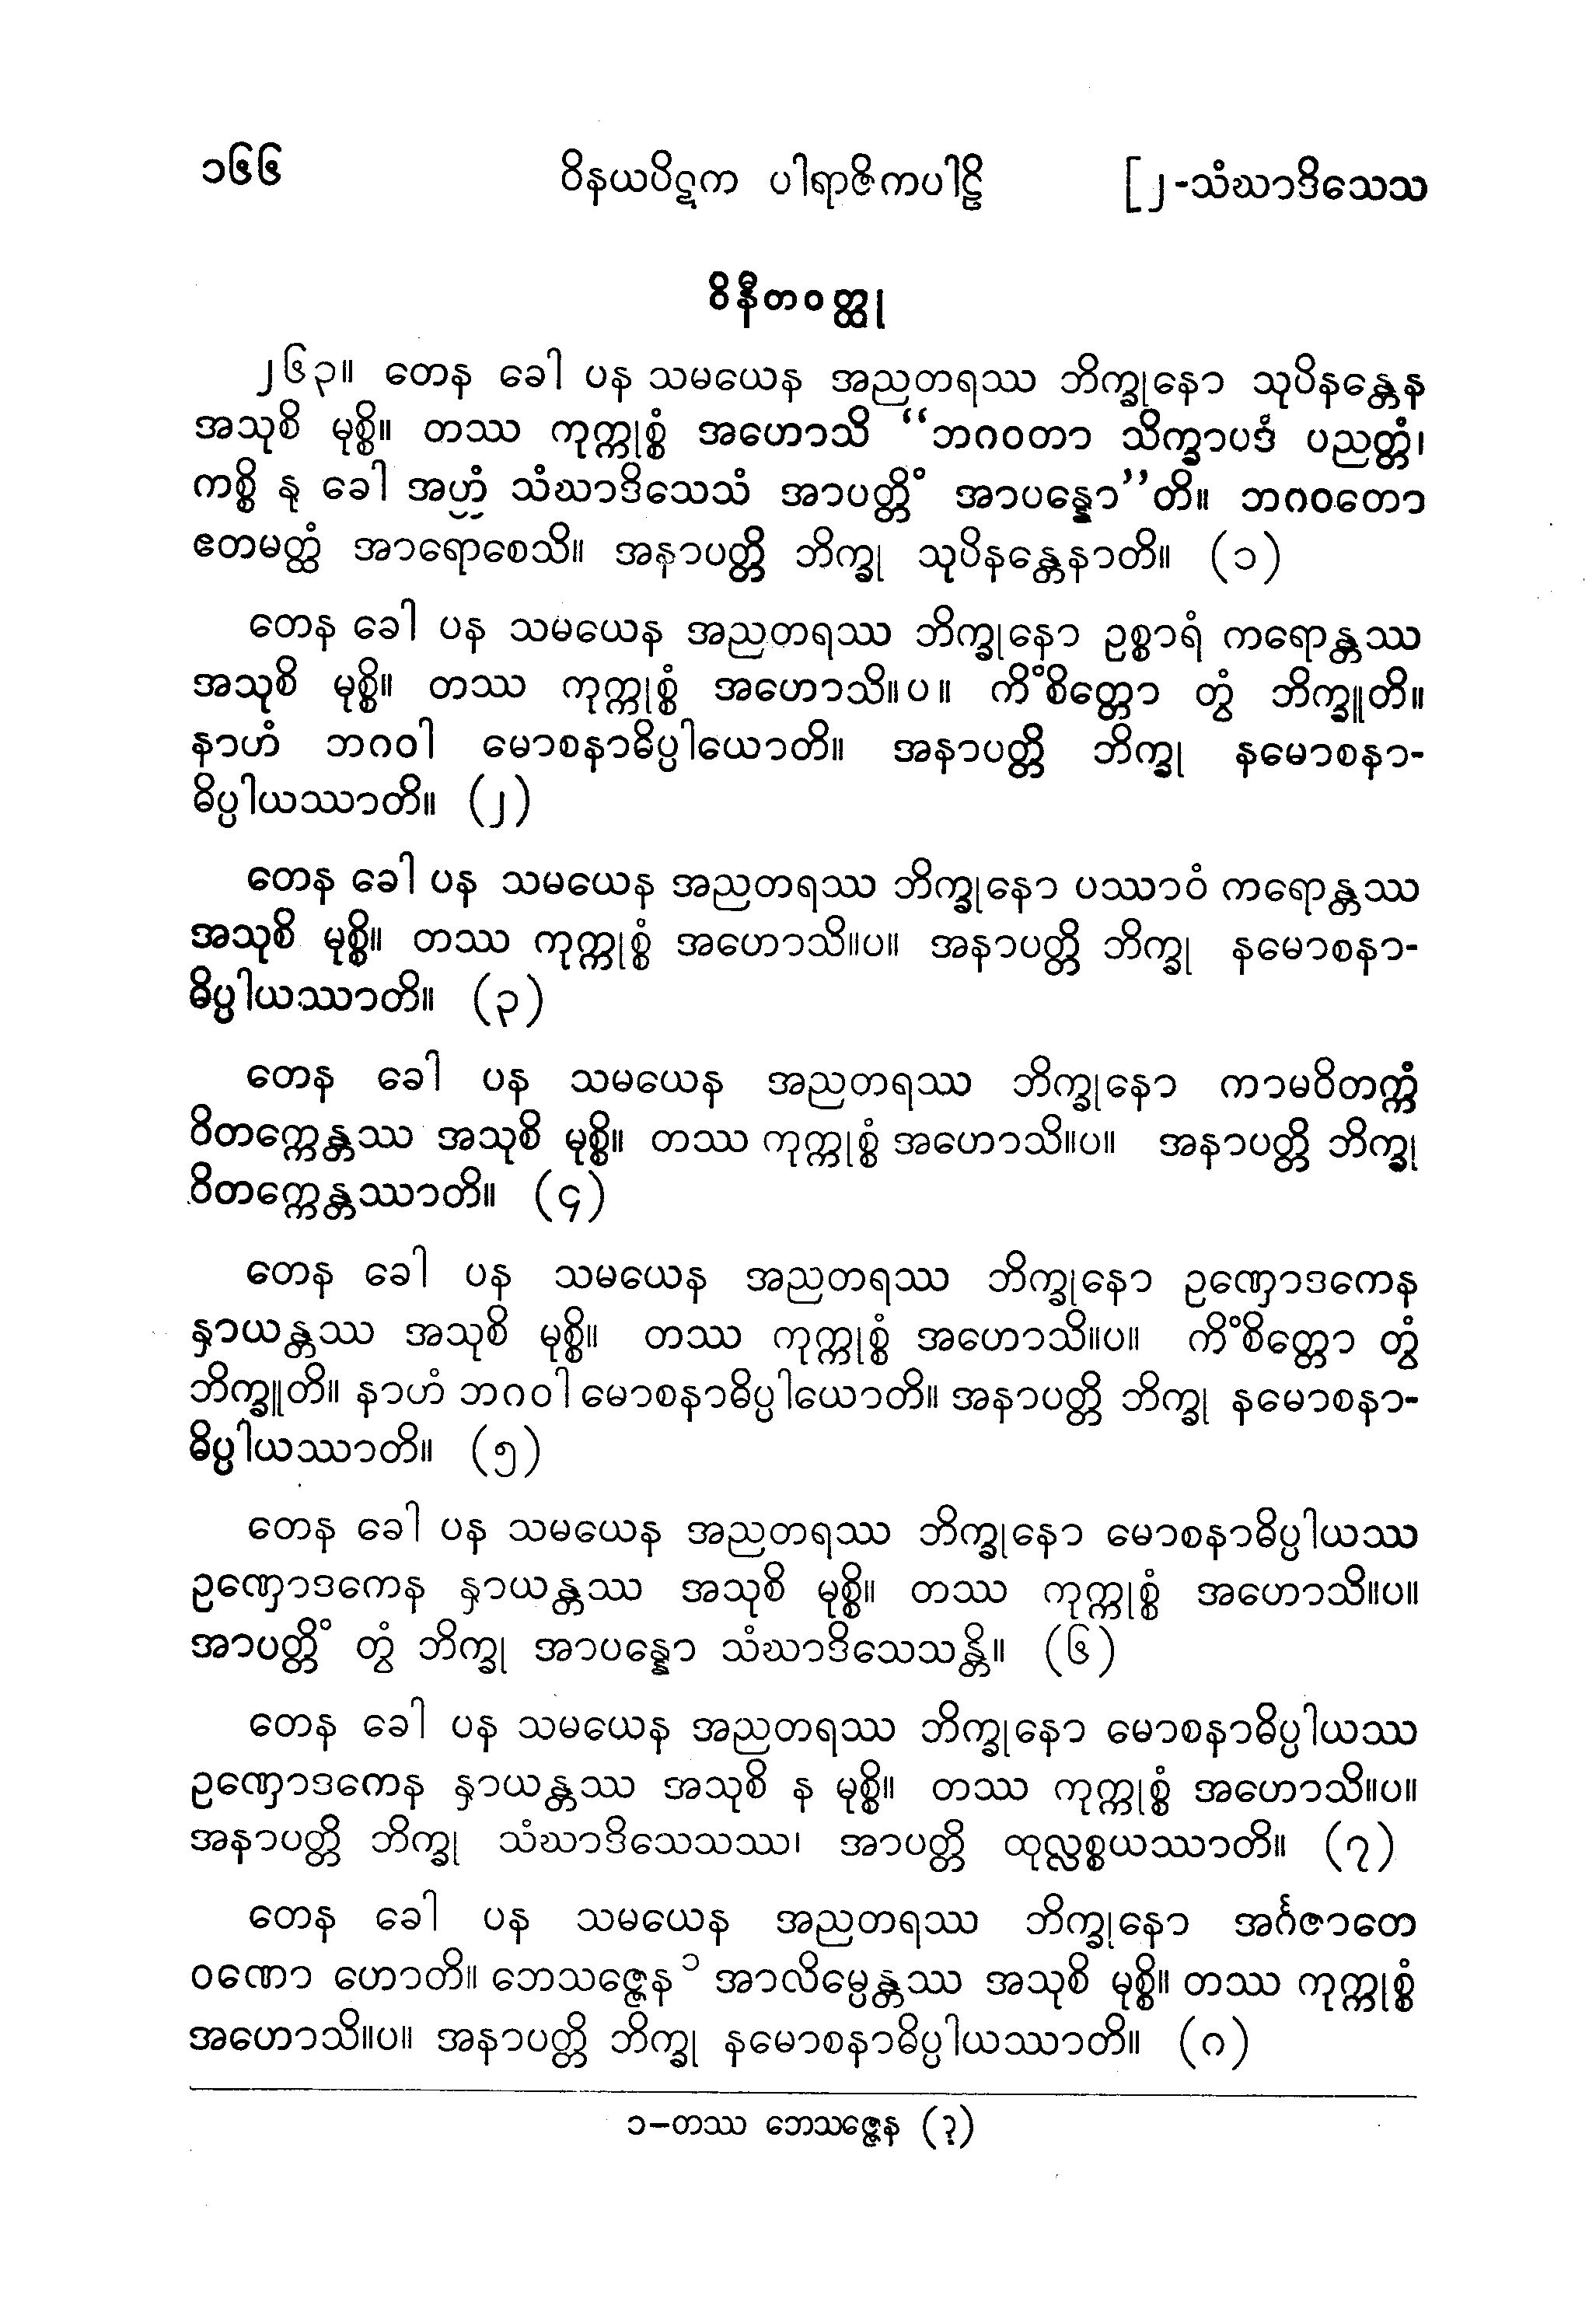 ၁၆၆ ဝိနယပိဋက ပါရာဇိကပါဠိ [၂-သံဃာဒိသေသ
ဝိနီတဝတ္ထု
၂၆၃။ တေန ခေါ ပန သမယေန အညတရဿ ဘိက္ခုနော သုပိနန္တေန
အသုစိ မုစ္စိ။ တဿ ကုက္ကုစ္စံ အဟောသိ “ဘဂဝတာ သိက္ခာပဒံ ပညတ္တံ၊
ကစ္စိ နု ခေါ အဟံ သံဃာဒိသေသံ အာပတ္တိံ အာပန္နော”တိ။ ဘဂဝတော
ဧတမတ္ထံ အာရောစေသိ။ အနာပတ္တိ ဘိက္ခု သုပိနန္တေနာတိ။ (၁)
တေန ခေါ ပန သမယေန အညတရဿ ဘိက္ခုနော ဥစ္စာရံ ကရောန္တဿ
အသုစိ မုစ္စိ။ တဿ ကုက္ကုစ္စံ အဟောသိ။ပ။ ကိံစိတ္တော တွံ ဘိက္ခူတိ။
နာဟံ ဘဂဝါ မောစနာဓိပ္ပါယောတိ။ အနာပတ္တိ ဘိက္ခု နမောစနာ-
ဓိပ္ပါယဿာတိ။ (၂)
တေန ခေါ ပန သမယေန အညတရဿ ဘိက္ခုနော ပဿာဝံ ကရောန္တဿ
အသုစိ မုစ္စိ။ တဿ ကုက္ကုစ္စံ အဟောသိ။ပ။ အနာပတ္တိ ဘိက္ခု နမောစနာ-
ဓိပ္ပါယဿာတိ။ (၃)
တေန ခေါ ပန သမယေန အညတရဿ ဘိက္ခုနော ကာမဝိတက္ကံ
ဝိတက္ကေန္တဿ အသုစိ မုစ္စိ။ တဿ ကုက္ကုစ္စံ အဟောသိ။ပ။ အနာပတ္တိ ဘိက္ခု
ဝိတက္ကေန္တဿာတိ။ (၄)
တေန ခေါ ပန သမယေန အညတရဿ ဘိက္ခုနော ဥဏှောဒကေန
နှာယန္တဿ အသုစိ မုစ္စိ။ တဿ ကုက္ကုစ္စံ အဟောသိ။ပ။ ကိံစိတ္တော တွံ
ဘိက္ခူတိ။ နာဟံ ဘဂဝါ မောစနာဓိပ္ပါယောတိ။ အနာပတ္တိ ဘိက္ခု နမောစနာ-
ဓိပ္ပါယဿာတိ။ (၅)
တေန ခေါ ပန သမယေန အညတရဿ ဘိက္ခုနော မောစနာဓိပ္ပါယဿ
ဥဏှောဒကေန နှာယန္တဿ အသုစိ မုစ္စိ။ တဿ ကုက္ကုစ္စံ အဟောသိ။ပ။
အာပတ္တိံ တွံ ဘိက္ခု အာပန္နော သံဃာဒိသေသန္တိ။ (၆)
တေန ခေါ ပန သမယေန အညတရဿ ဘိက္ခုနော မောစနာဓိပ္ပါယဿ
ဥဏှောဒကေန နှာယန္တဿ အသုစိ န မုစ္စိ။ တဿ ကုက္ကုစ္စံ အဟောသိ။ပ။
အနာပတ္တိ ဘိက္ခု သံဃာဒိသေသဿ၊ အာပတ္တိ ထုလ္လစ္စယဿာတိ။ (၇)
တေန ခေါ ပန သမယေန အညတရဿ ဘိက္ခုနော အင်္ဂဇာတေ
ဝဏော ဟောတိ။ ဘေသဇ္ဇေန ၁ အာလိမ္ပေန္တဿ အသုစိ မုစ္စိ။ တဿ ကုက္ကုစ္စံ
အဟောသိ။ပ။ အနာပတ္တိ ဘိက္ခု နမောစနာဓိပ္ပါယဿာတိ။ (၈)
၁–တဿ ဘေသဇ္ဇေန (?)